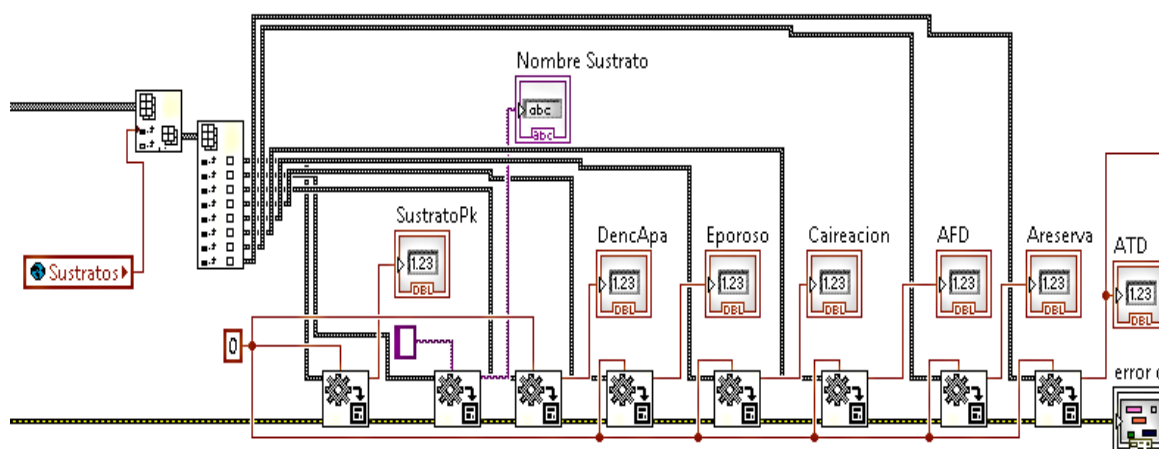 Nombre Sustrato
abc
abc
SustratoPk
1.23
DBL
DencApa
1.23
DBL
Eporoso
1.23
DBL
Caireacion
1.23
DBL
AFD
1.23
DBL
Areserva
1.23
DBL
ATD
1.23
DBL
Sustratos
0
error